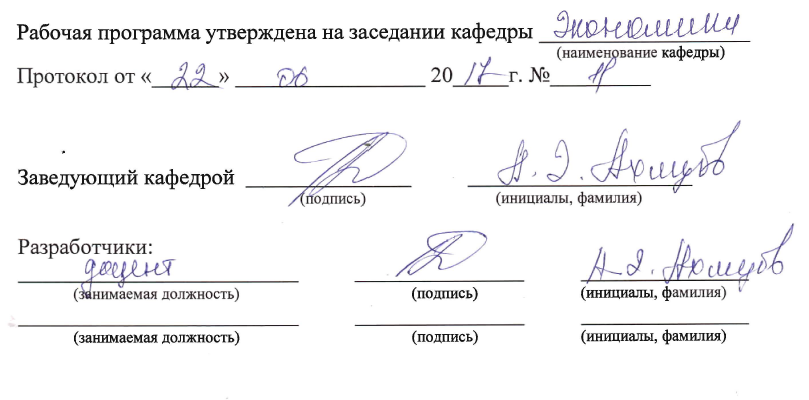 Рабочая программа утверждена на заседании кафедры Экономики
(наименование кафедры)
Протокол от «22» 06 2017 г. № 11
Заведующий кафедрой
(подпись) (инициалы, фамилия)
Разработчики:
доцент
(занимаемая должность) (подпись) (инициалы, фамилия)
(занимаемая должность) (подпись) (инициалы, фамилия)